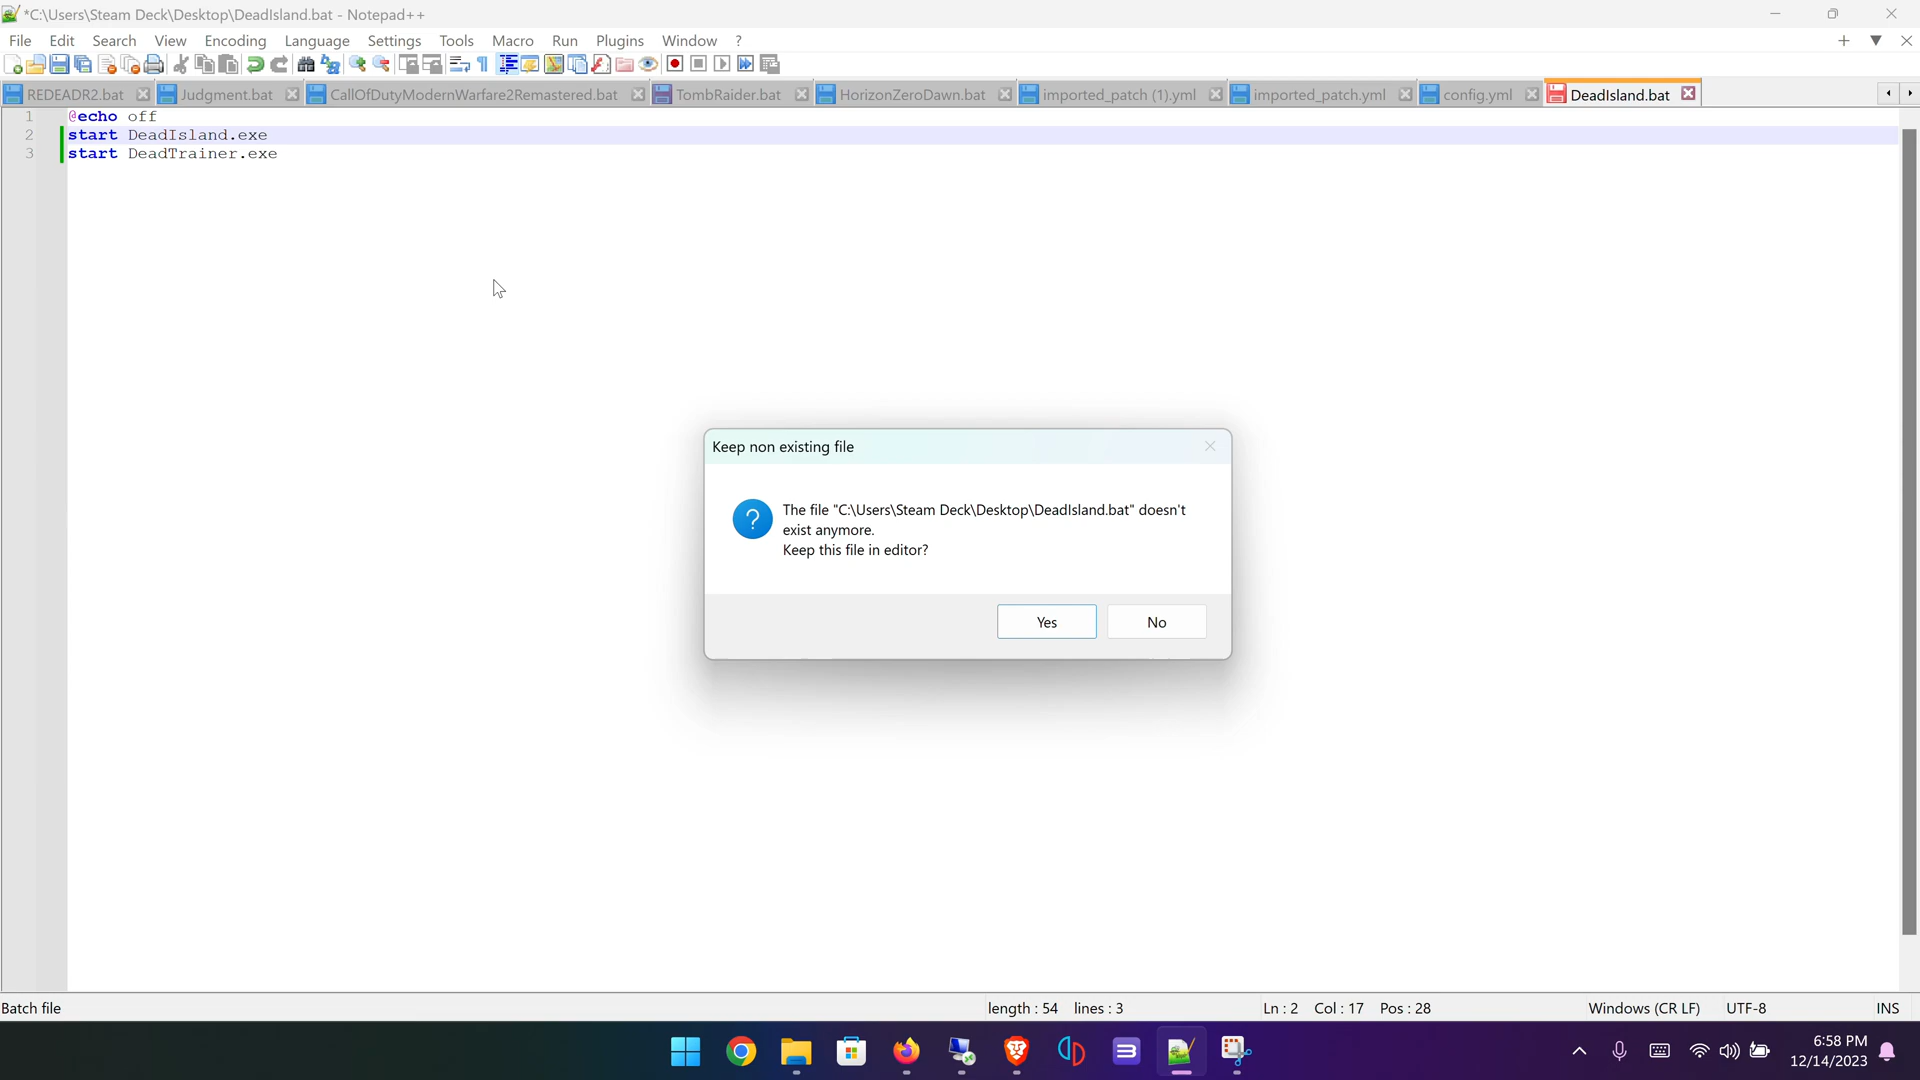 *C:\Users\Steam Deck\Desktop\DeadIsland.bat - Notepad++
File Edit Search View Encoding Language Settings Tools Macro Run Plugins Window ?
REDEADR2.bat Judgment.bat CallOfDutyModernWarfare2Remastered.bat TombRaider.bat HorizonZeroDawn.bat imported_patch (1).yml imported_patch.yml config.yml DeadIsland.bat
1 @echo off
2 start DeadIsland.exe
3 start DeadTrainer.exe
Keep non existing file
The file "C:\Users\Steam Deck\Desktop\DeadIsland.bat" doesn't
exist anymore.
Keep this file in editor?
Yes No
Batch file length : 54 lines : 3 Ln : 2 Col : 17 Pos : 28 Windows (CR LF) UTF-8 INS
6:58 PM
12/14/2023